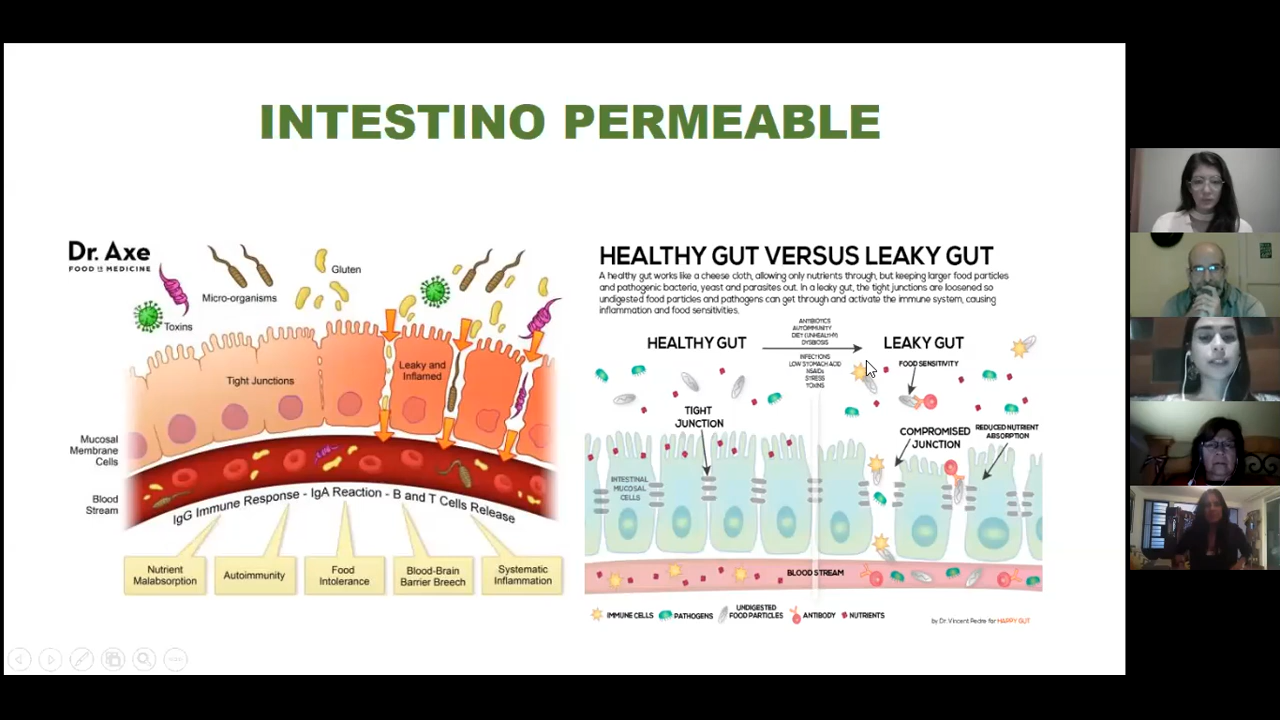 INTESTINO PERMEABLE
Dr. Axe
FOOD IS MEDICINE
Gluten
Micro-organisms
Toxins
Tight Junctions
Leaky and
Inflamed
Mucosal
Membrane
Cells
Blood
Stream
IgG Immune Response - IgA Reaction - B and T Cells Release
Nutrient
Malabsorption
Autoimmunity
Food
Intolerance
Blood-Brain
Barrier Breech
Systematic
Inflammation
HEALTHY GUT VERSUS LEAKY GUT
A healthy gut works like a cheese cloth, allowing only nutrients through, but keeping larger food particles
and pathogenic bacteria, yeast and parasites out. In a leaky gut, the tight junctions are loosened so
undigested food particles and pathogens can get through and activate the immune system, causing
inflammation and food sensitivities.
HEALTHY GUT
ANTIBIOTICS
AUTOIMMUNITY
DIET (UNHEALTHY)
DYSBIOSIS
INFECTIONS
LOW STOMACH ACID
NSAIDs
STRESS
TOXINS
LEAKY GUT
FOOD SENSITIVITY
TIGHT
JUNCTION
COMPROMISED
JUNCTION
REDUCED NUTRIENT
ABSORPTION
INTESTINAL
MUCOSAL
CELLS
BLOOD STREAM
IMMUNE CELLS
PATHOGENS
UNDIGESTED
FOOD PARTICLES
ANTIBODY
NUTRIENTS
by Dr. Vincent Pedre for HAPPY GUT